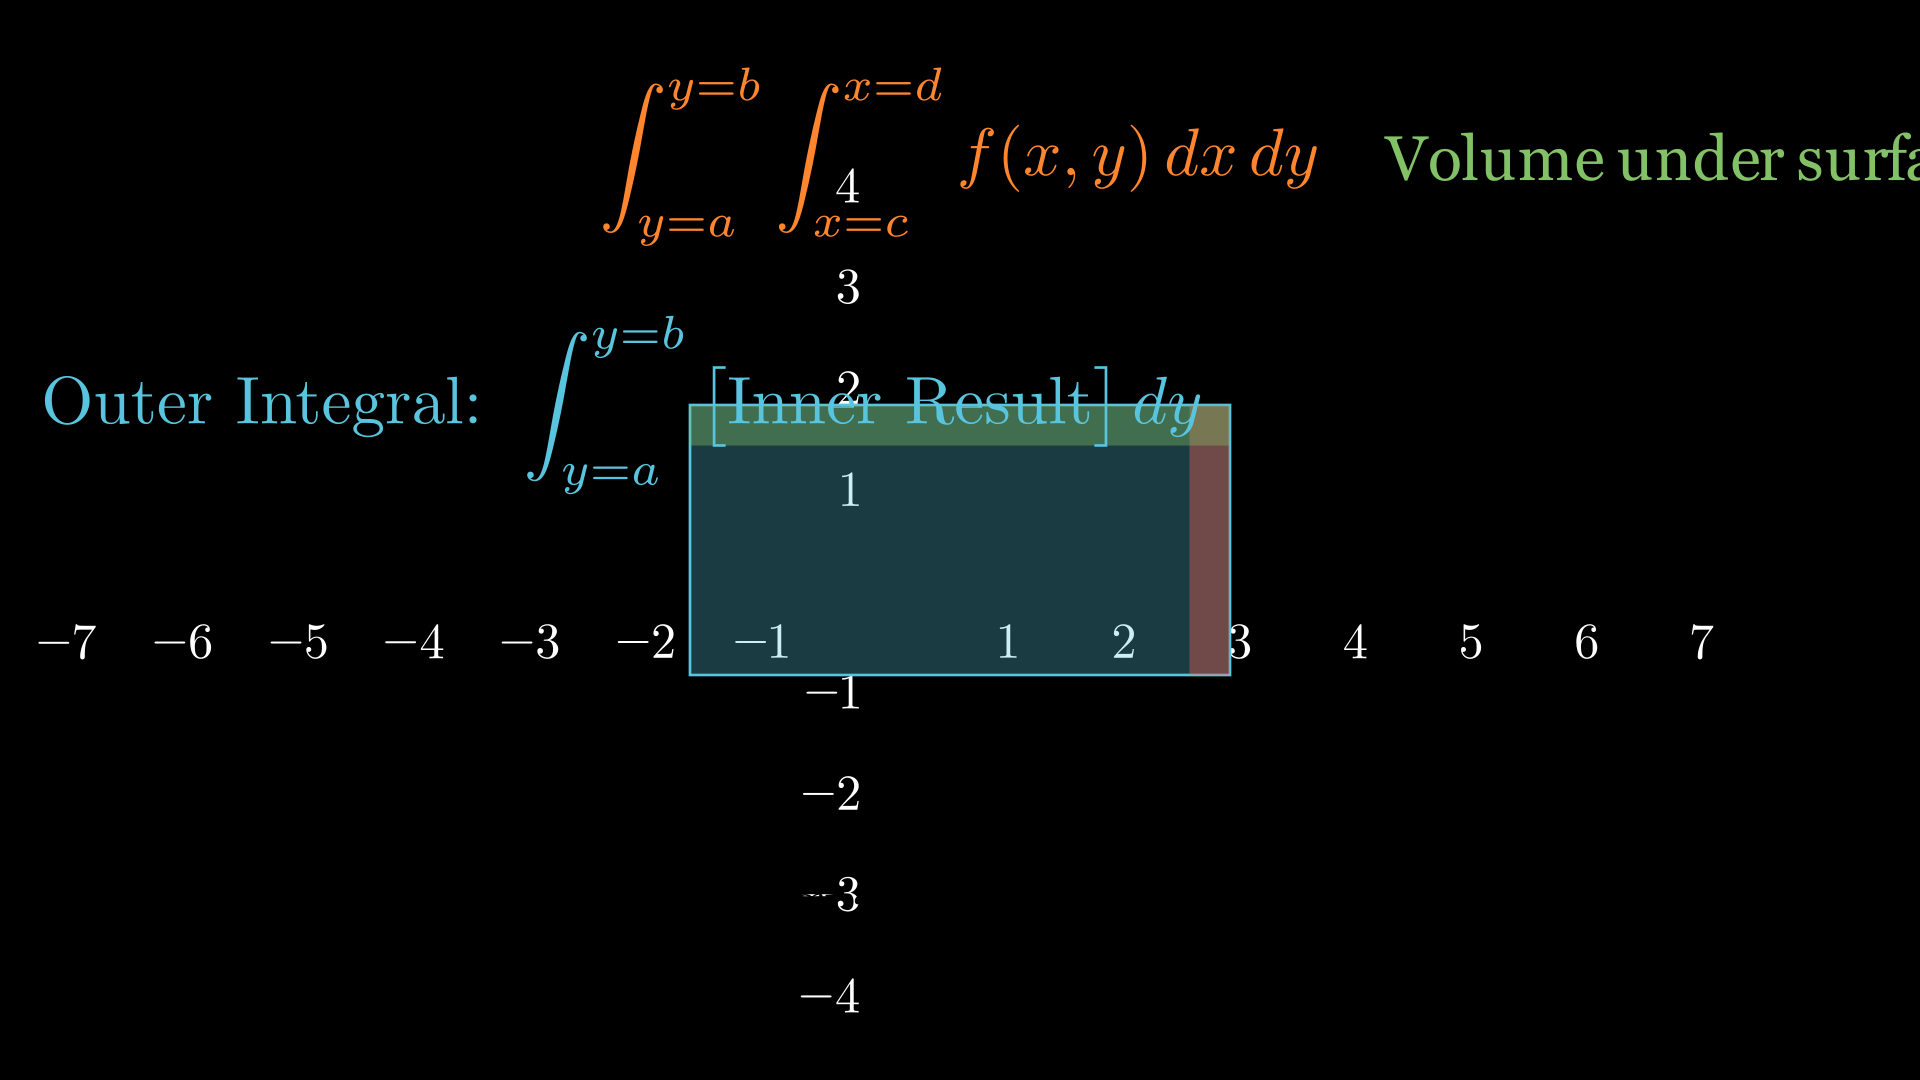 ∫_{y=a}^{y=b} ∫_{x=c}^{x=d} f(x, y) dx dy Volume under surfa
4
3
Outer Integral: ∫_{y=a}^{y=b} [Inner Result] dy
2
1
−7 −6 −5 −4 −3 −2 −1 1 2 3 4 5 6 7
−1
−2
−3
−4